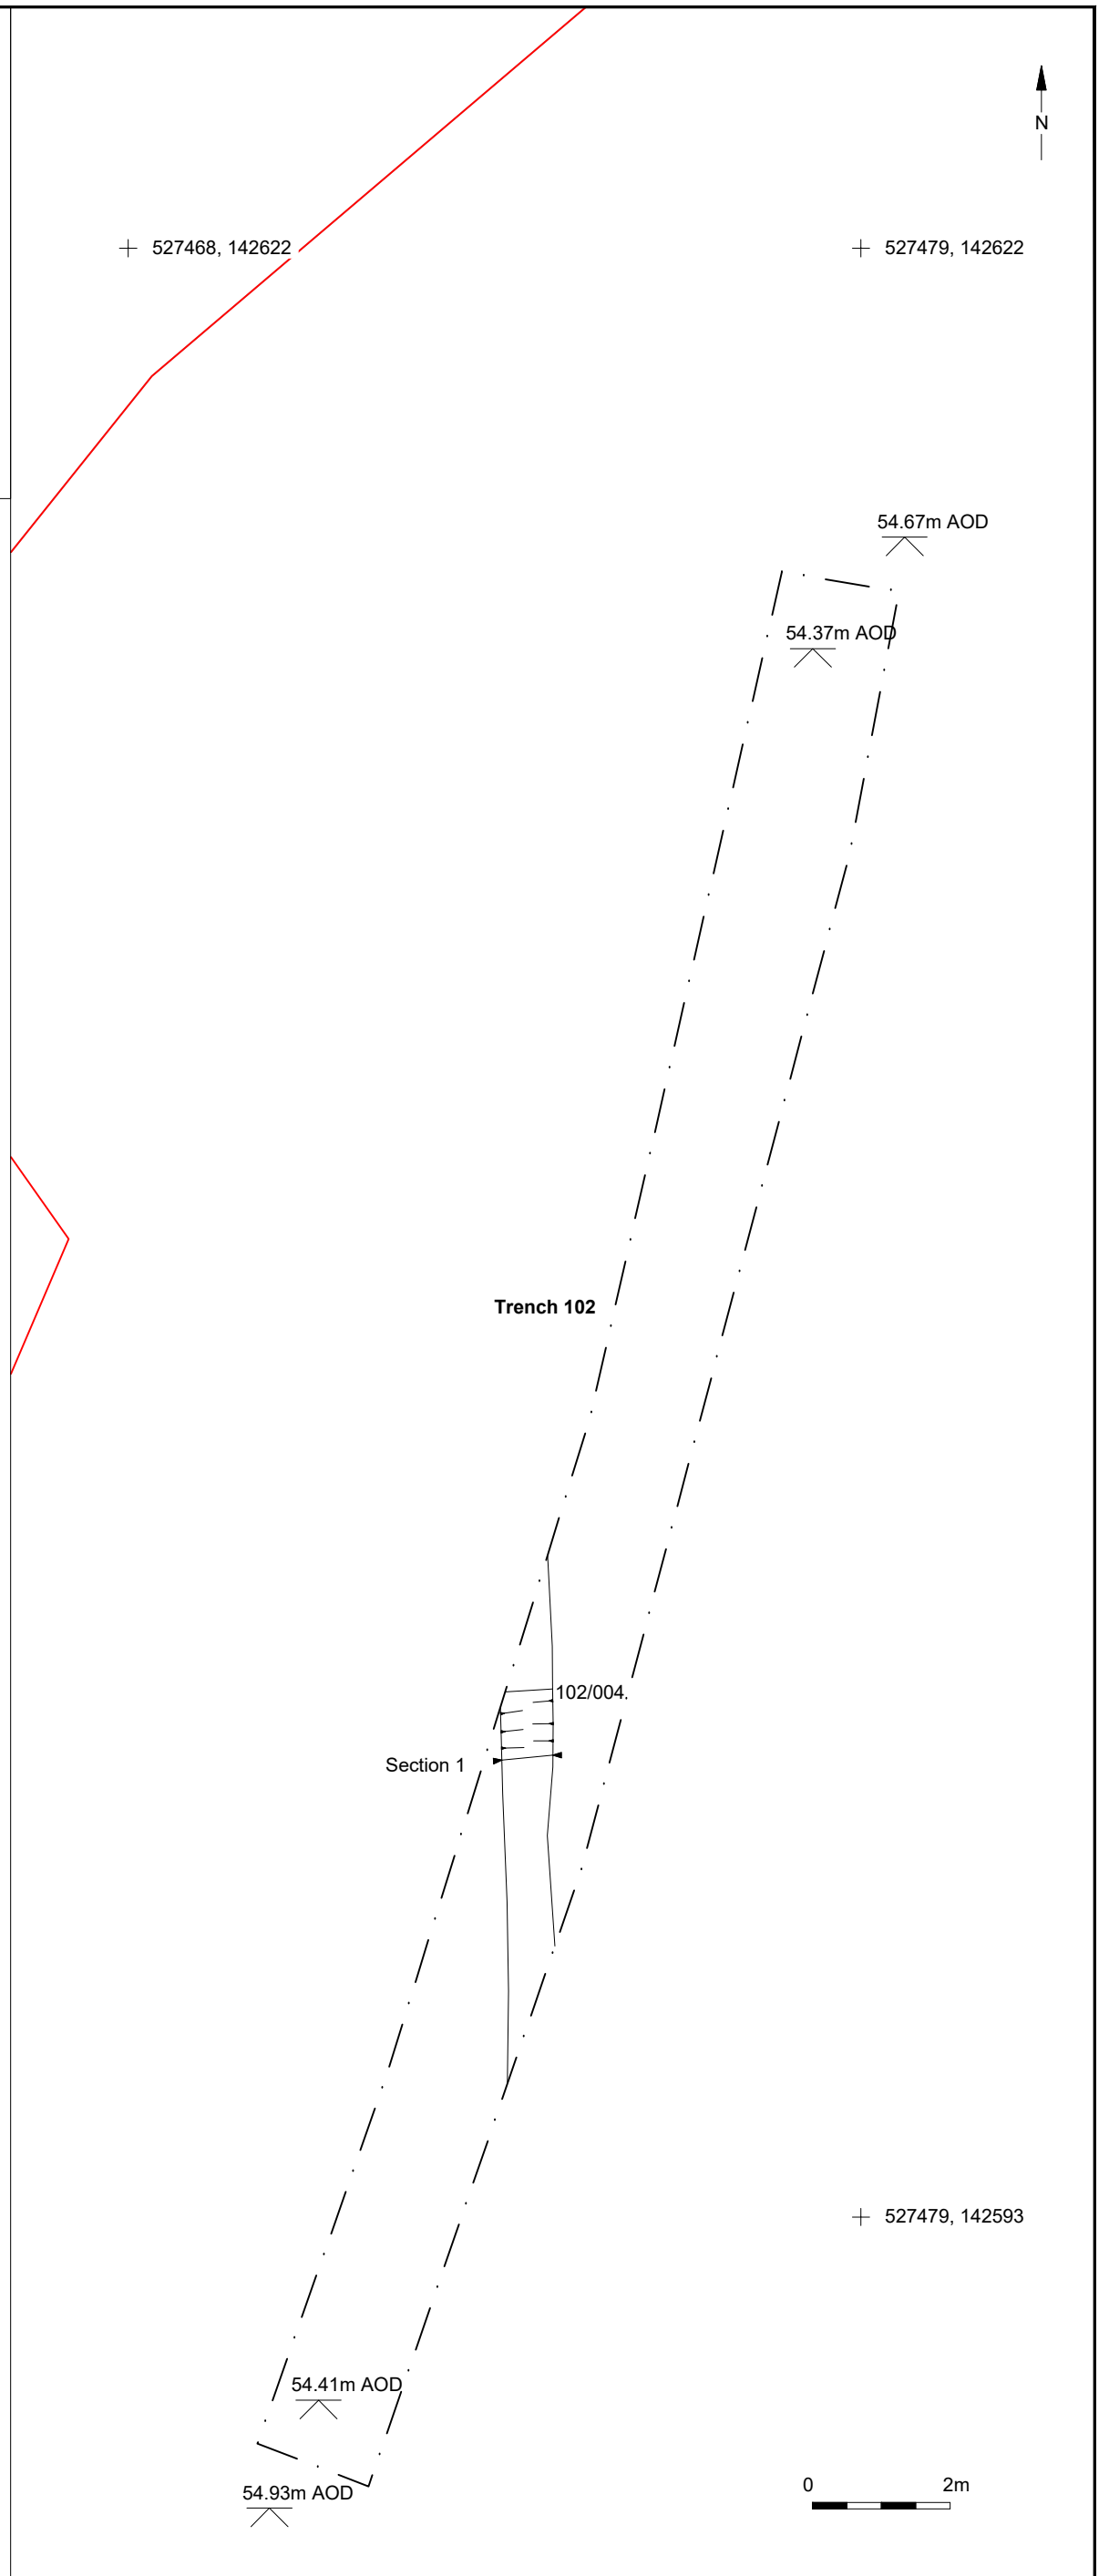 N
527468, 142622
527479, 142622
54.67m AOD
54.37m AOD
Trench 102
102/004.
Section 1
527479, 142593
54.41m AOD
0 2m
54.93m AOD